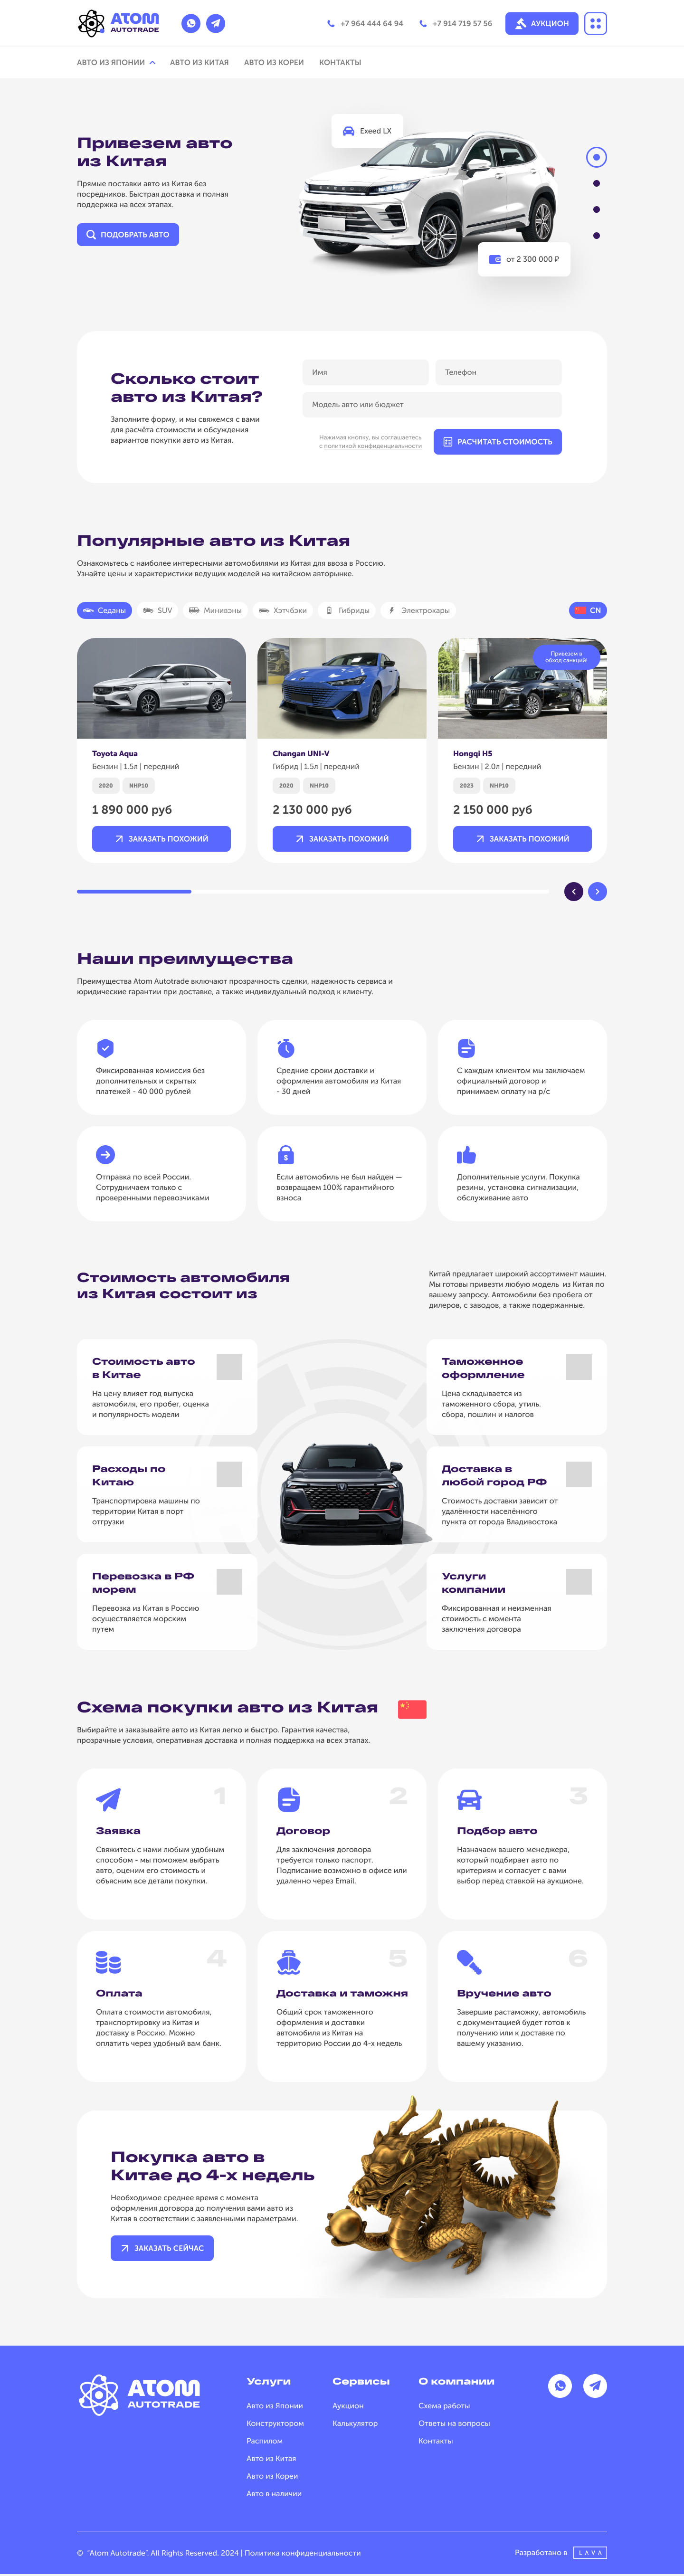 ATOM
AUTOTRADE
+7 964 444 64 94
+7 914 719 57 56
АУКЦИОН
АВТО ИЗ ЯПОНИИ
АВТО ИЗ КИТАЯ
АВТО ИЗ КОРЕИ
КОНТАКТЫ
Привезем авто
из Китая
Прямые поставки авто из Китая без
посредников. Быстрая доставка и полная
поддержка на всех этапах.
ПОДОБРАТЬ АВТО
Exeed LX
от 2 300 000 ₽
Сколько стоит
авто из Китая?
Заполните форму, и мы свяжемся с вами
для расчёта стоимости и обсуждения
вариантов покупки авто из Китая.
Имя
Телефон
Модель авто или бюджет
Нажимая кнопку, вы соглашаетесь
с политикой конфиденциальности
РАСЧИТАТЬ СТОИМОСТЬ
Популярные авто из Китая
Ознакомьтесь с наиболее интересными автомобилями из Китая для ввоза в Россию.
Узнайте цены и характеристики ведущих моделей на китайском авторынке.
Седаны
SUV
Минивэны
Хэтчбэки
Гибриды
Электрокары
CN
Привезем в
обход санкций!
Toyota Aqua
Бензин | 1.5л | передний
2020
NHP10
1 890 000 руб
ЗАКАЗАТЬ ПОХОЖИЙ
Changan UNI-V
Гибрид | 1.5л | передний
2020
NHP10
2 130 000 руб
ЗАКАЗАТЬ ПОХОЖИЙ
Hongqi H5
Бензин | 2.0л | передний
2023
NHP10
2 150 000 руб
ЗАКАЗАТЬ ПОХОЖИЙ
Наши преимущества
Преимущества Atom Autotrade включают прозрачность сделки, надежность сервиса и
юридические гарантии при доставке, а также индивидуальный подход к клиенту.
Фиксированная комиссия без
дополнительных и скрытых
платежей - 40 000 рублей
Средние сроки доставки и
оформления автомобиля из Китая
- 30 дней
С каждым клиентом мы заключаем
официальный договор и
принимаем оплату на р/с
Отправка по всей России.
Сотрудничаем только с
проверенными перевозчиками
Если автомобиль не был найден —
возвращаем 100% гарантийного
взноса
Дополнительные услуги. Покупка
резины, установка сигнализации,
обслуживание авто
Стоимость автомобиля
из Китая состоит из
Китай предлагает широкий ассортимент машин.
Мы готовы привезти любую модель из Китая по
вашему запросу. Автомобили без пробега от
дилеров, с заводов, а также подержанные.
Стоимость авто
в Китае
На цену влияет год выпуска
автомобиля, его пробег, оценка
и популярность модели
Таможенное
оформление
Цена складывается из
таможенного сбора, утиль.
сбора, пошлин и налогов
Расходы по
Китаю
Транспортировка машины по
территории Китая в порт
отгрузки
Доставка в
любой город РФ
Стоимость доставки зависит от
удалённости населённого
пункта от города Владивостока
Перевозка в РФ
морем
Перевозка из Китая в Россию
осуществляется морским
путем
Услуги
компании
Фиксированная и неизменная
стоимость с момента
заключения договора
Схема покупки авто из Китая
Выбирайте и заказывайте авто из Китая легко и быстро. Гарантия качества,
прозрачные условия, оперативная доставка и полная поддержка на всех этапах.
1
Заявка
Свяжитесь с нами любым удобным
способом - мы поможем выбрать
авто, оценим его стоимость и
объясним все детали покупки.
2
Договор
Для заключения договора
требуется только паспорт.
Подписание возможно в офисе или
удаленно через Email.
3
Подбор авто
Назначаем вашего менеджера,
который подбирает авто по
критериям и согласует с вами
выбор перед ставкой на аукционе.
4
Оплата
Оплата стоимости автомобиля,
транспортировку из Китая и
доставку в Россию. Можно
оплатить через удобный вам банк.
5
Доставка и таможня
Общий срок таможенного
оформления и доставки
автомобиля из Китая на
территорию России до 4-х недель
6
Вручение авто
Завершив растаможку, автомобиль
с документацией будет готов к
получению или к доставке по
вашему указанию.
Покупка авто в
Китае до 4-х недель
Необходимое среднее время с момента
оформления договора до получения вами авто из
Китая в соответствии с заявленными параметрами.
ЗАКАЗАТЬ СЕЙЧАС
ATOM
AUTOTRADE
Услуги
Авто из Японии
Конструктором
Распилом
Авто из Китая
Авто из Кореи
Авто в наличии
Сервисы
Аукцион
Калькулятор
О компании
Схема работы
Ответы на вопросы
Контакты
© “Atom Autotrade”. All Rights Reserved. 2024 | Политика конфиденциальности
Разработано в
LAVA